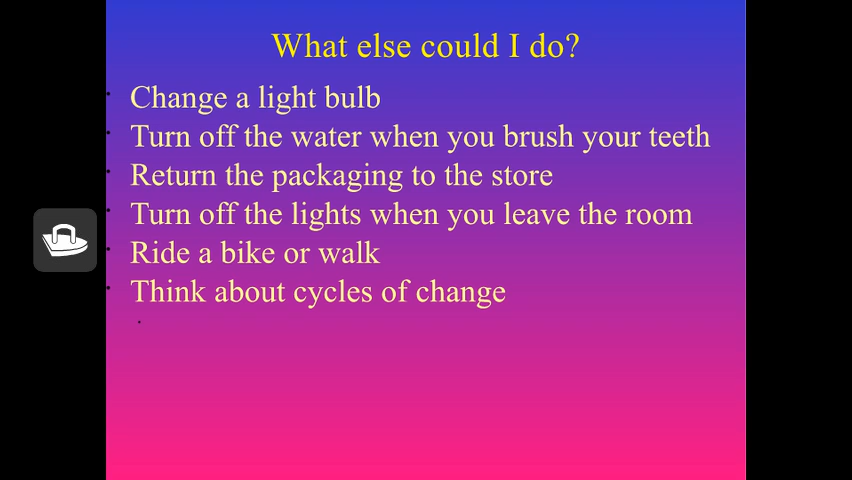 What else could I do?
Change a light bulb
Turn off the water when you brush your teeth
Return the packaging to the store
Turn off the lights when you leave the room
Ride a bike or walk
Think about cycles of change